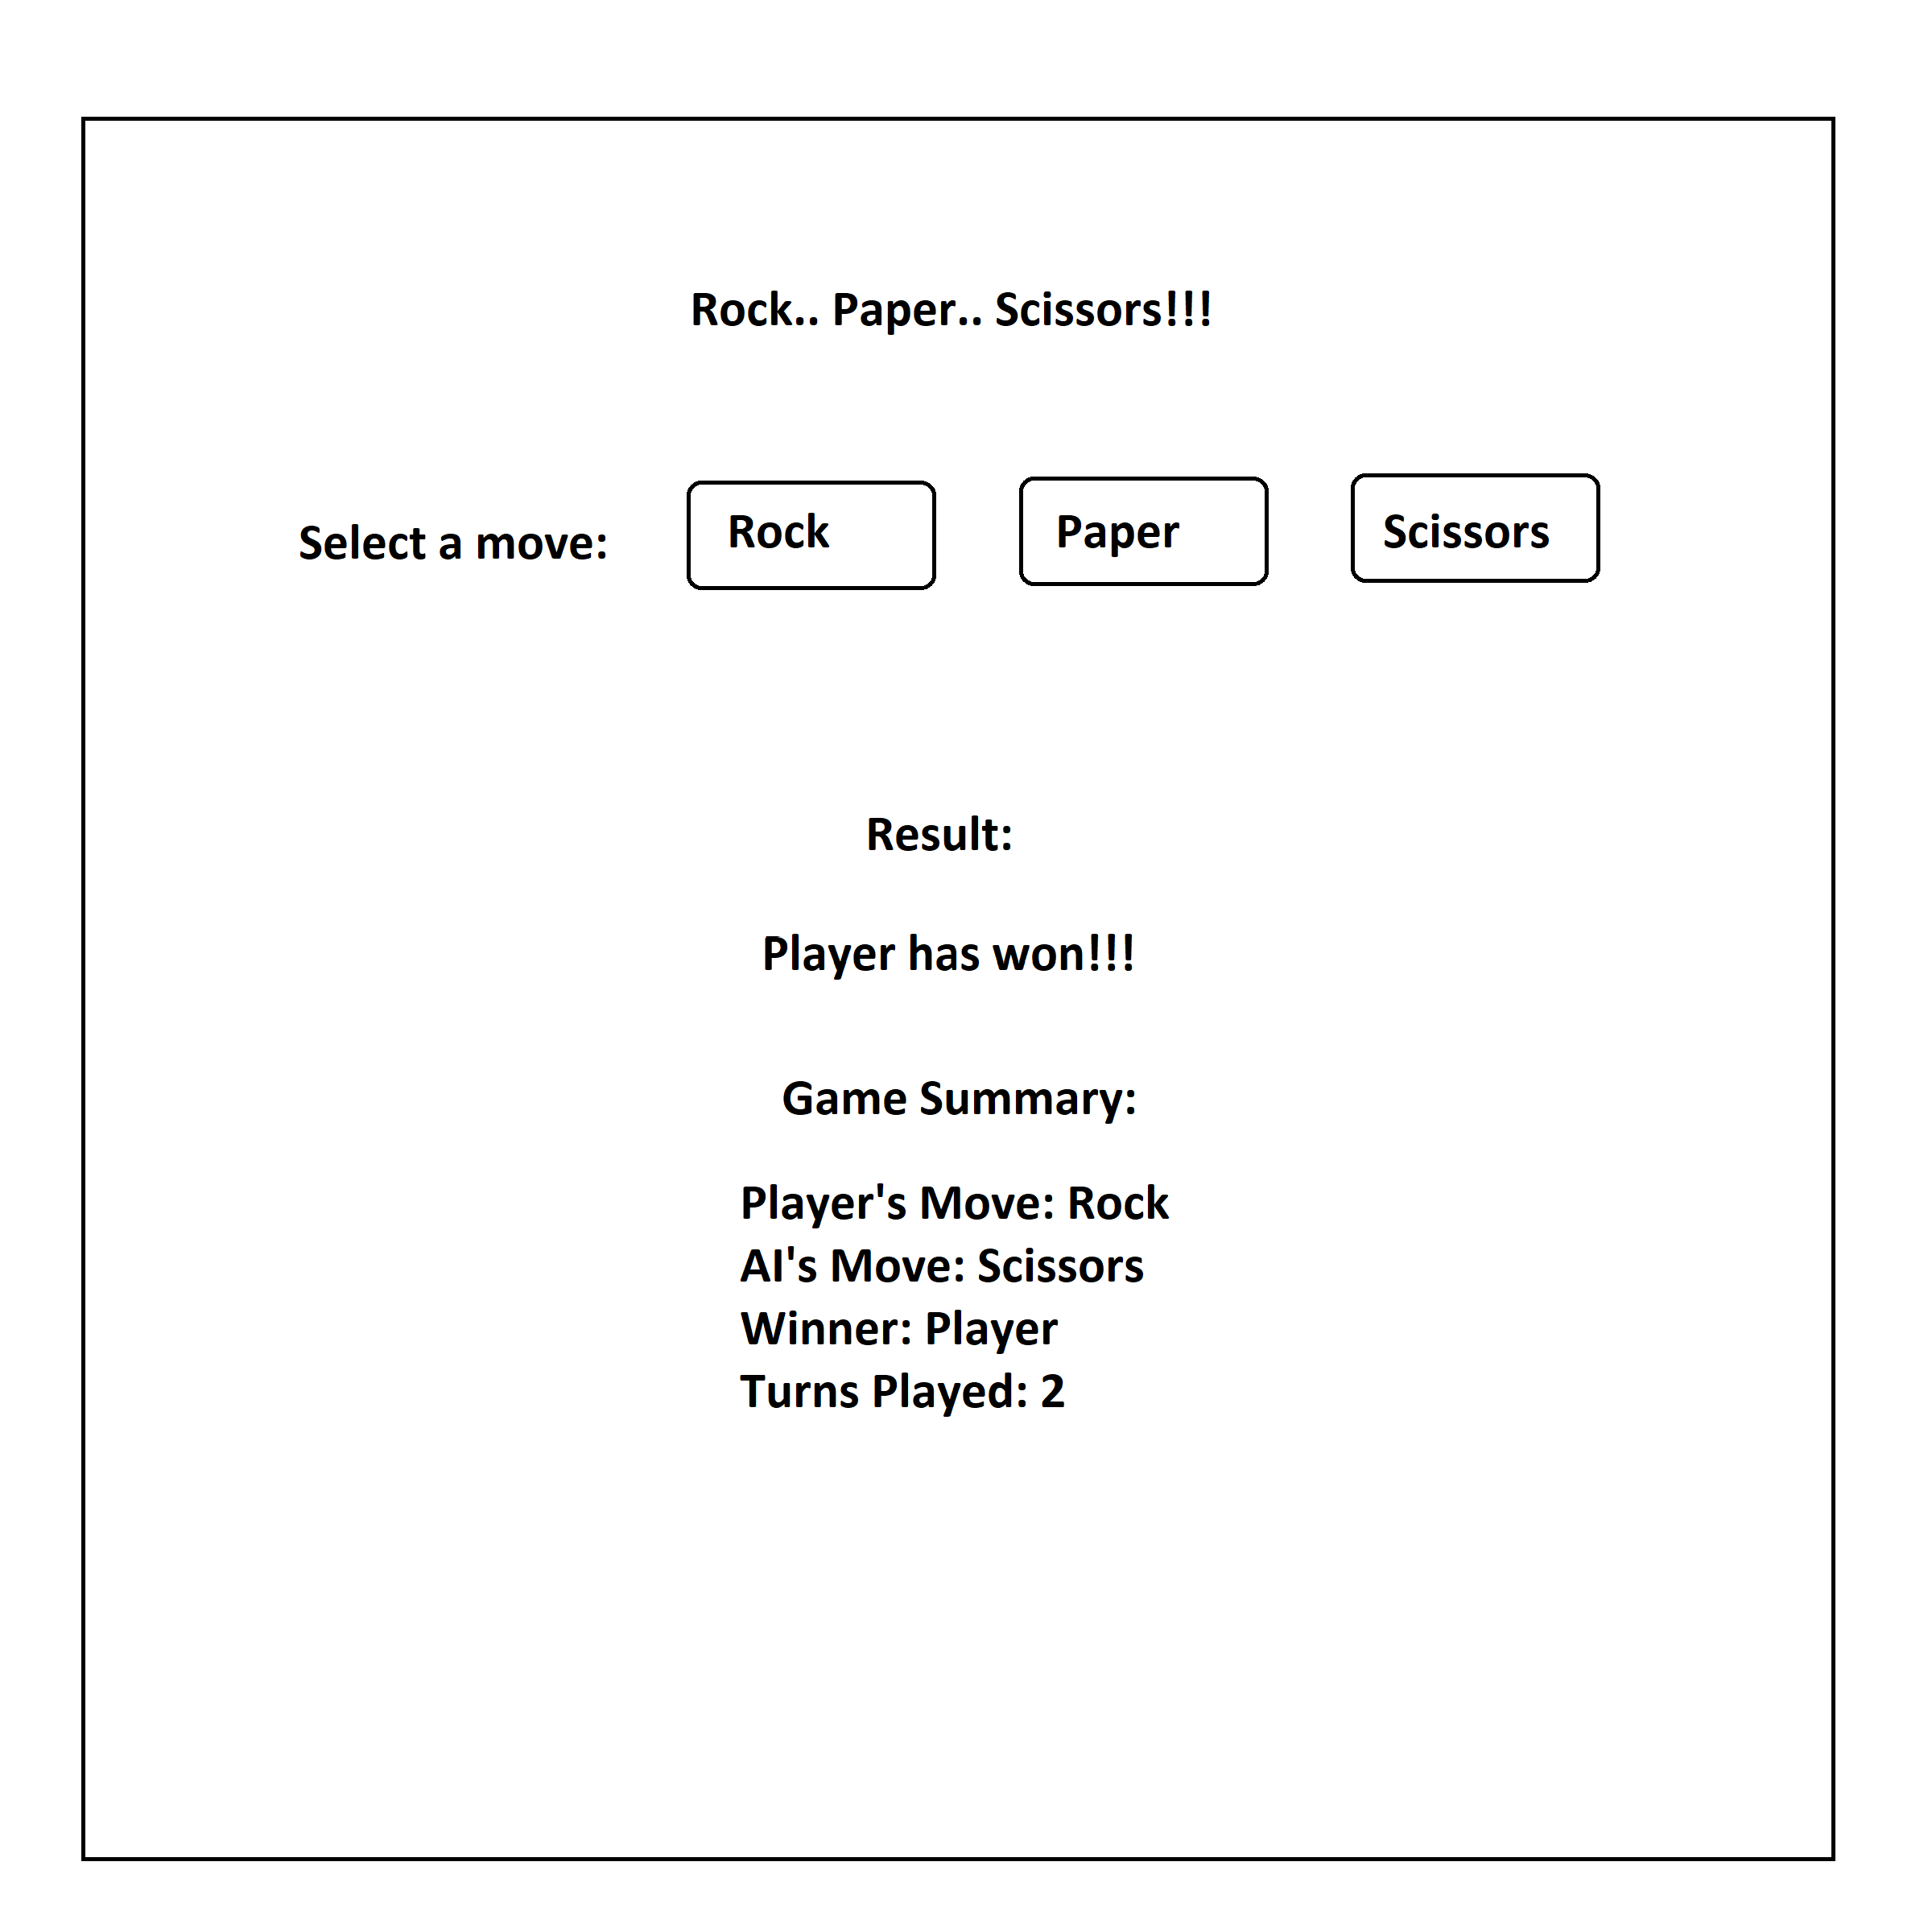 Rock.. Paper.. Scissors!!!
Select a move: Rock Paper Scissors
Result:
Player has won!!!
Game Summary:
Player's Move: Rock
AI's Move: Scissors
Winner: Player
Turns Played: 2